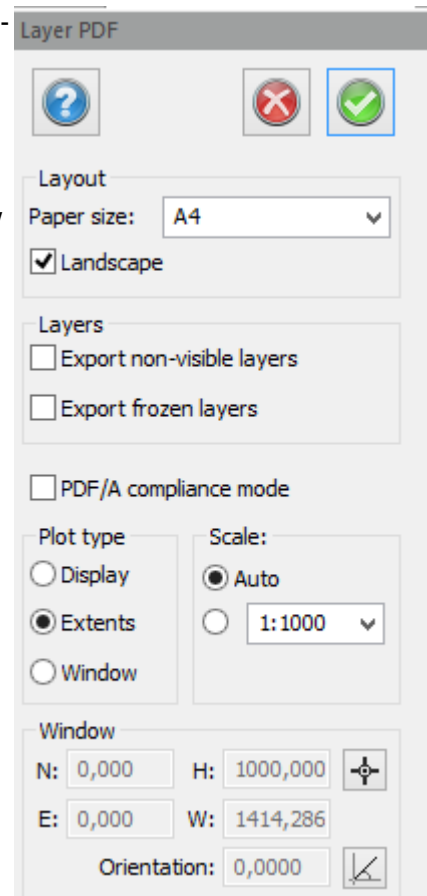 Layer PDF
Layout
Paper size: A4
Landscape
Layers
Export non-visible layers
Export frozen layers
PDF/A compliance mode
Plot type Scale:
Display Auto
Extents 1:1000
Window
Window
N: 0,000 H: 1000,000
E: 0,000 W: 1414,286
Orientation: 0,0000